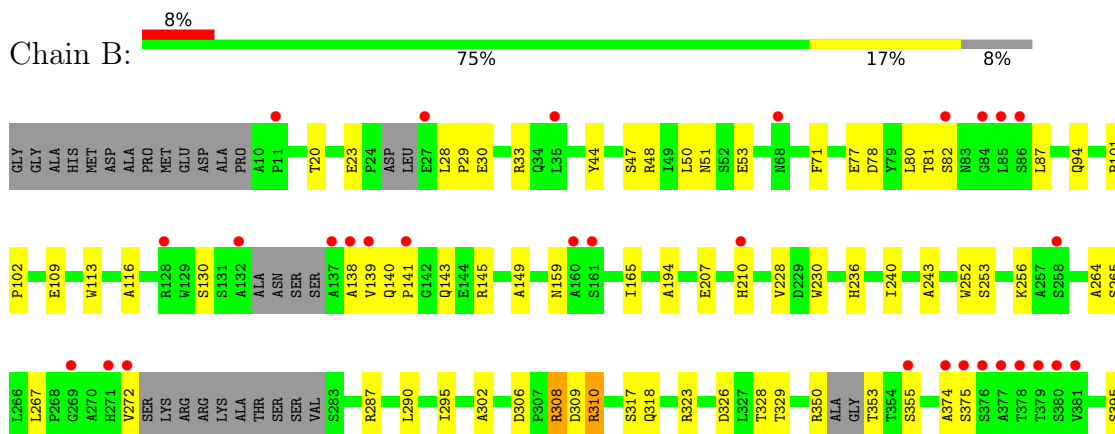 8%
Chain B:
75% 17% 8%
GLY GLY ALA HIS MET ASP ALA PRO MET GLU ASP ALA PRO A10 P11 T20 E23 P24 ASP LEU E27 L28 P29 E30 R33 Q34 L35 Y44 S47 R48 I49 L50 N51 S52 E53 N68 F71 E77 D78 Y79 L80 T81 S82 N83 G84 L85 S86 L87 Q94
P102 E109 W113 A116 R128 W129 S130 S131 A132 ALA ASN SER SER A137 A138 V139 Q140 P141 G142 Q143 E144 R145 A149 N159 A160 S161 I165 A194 E207 H210 V228 D229 W230 H236 I240 A243 W252 S253 K256 A257 S258 A264 S265
L266 L267 P268 G269 A270 H271 V272 SER LYS ARG ARG LYS ALA THR SER SER VAL S283 R287 L290 I295 A302 D306 P307 R308 D309 R310 S317 Q318 R323 D326 L327 T328 T329 R350 ALA GLY T353 T354 S355 A374 S375 S376 A377 T378 T379 S380 V381